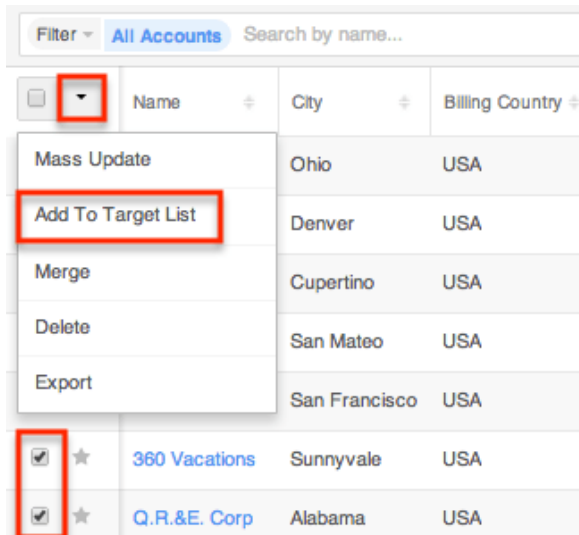 Filter All Accounts Search by name...
Name City Billing Country
Mass Update Ohio USA
Add To Target List Denver USA
Merge Cupertino USA
Delete San Mateo USA
Export San Francisco USA
360 Vacations Sunnyvale USA
Q.R.&E. Corp Alabama USA